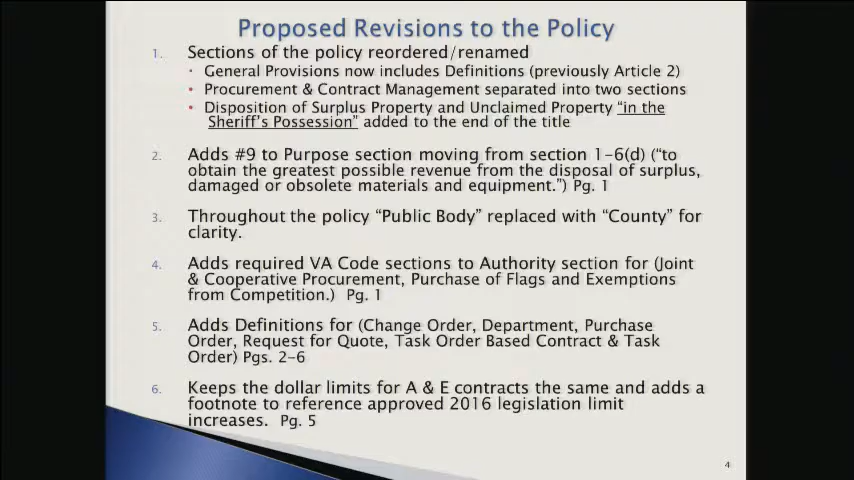 Proposed Revisions to the Policy
1. Sections of the policy reordered/renamed
• General Provisions now includes Definitions (previously Article 2)
• Procurement & Contract Management separated into two sections
• Disposition of Surplus Property and Unclaimed Property “in the
Sheriff’s Possession” added to the end of the title
2. Adds #9 to Purpose section moving from section 1-6(d) (“to
obtain the greatest possible revenue from the disposal of surplus,
damaged or obsolete materials and equipment.”) Pg. 1
3. Throughout the policy “Public Body” replaced with “County” for
clarity.
4. Adds required VA Code sections to Authority section for (Joint
& Cooperative Procurement, Purchase of Flags and Exemptions
from Competition.) Pg. 1
5. Adds Definitions for (Change Order, Department, Purchase
Order, Request for Quote, Task Order Based Contract & Task
Order) Pgs. 2-6
6. Keeps the dollar limits for A & E contracts the same and adds a
footnote to reference approved 2016 legislation limit
increases. Pg. 5
4